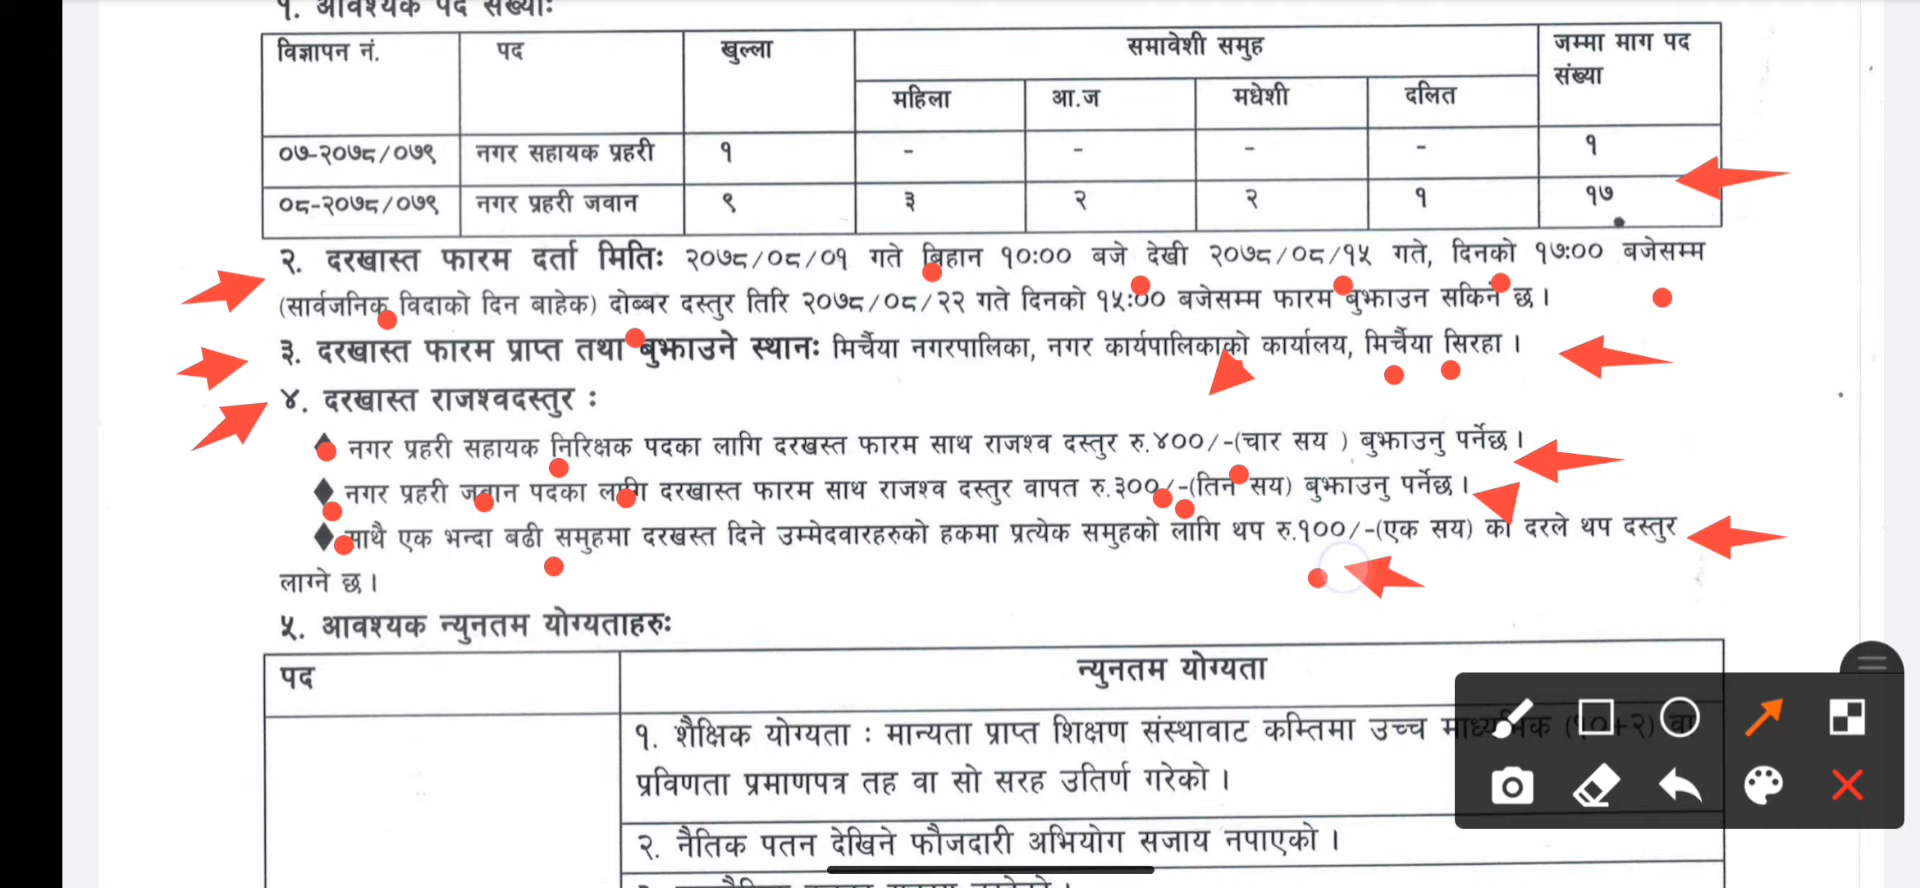 १. आवश्यक पद संख्याः
विज्ञापन नं. पद खुल्ला समावेशी समुह जम्मा माग पद संख्या
महिला आ.ज मधेशी दलित
०७-२०७८/०७९ नगर सहायक प्रहरी १ - - - - १
०८-२०७८/०७९ नगर प्रहरी जवान ९ ३ २ २ १ १७
२. दरखास्त फारम दर्ता मितिः २०७८/०८/०१ गते बिहान १०:०० बजे देखी २०७८/०८/१५ गते, दिनको १७:०० बजेसम्म
(सार्वजनिक विदाको दिन बाहेक) दोब्बर दस्तुर तिरि २०७८/०८/२२ गते दिनको १५:०० बजेसम्म फारम बुझाउन सकिने छ।
३. दरखास्त फारम प्राप्त तथा बुझाउने स्थानः मिर्चैया नगरपालिका, नगर कार्यपालिकाको कार्यालय, मिर्चैया सिरहा ।
४. दरखास्त राजश्वदस्तुर :
नगर प्रहरी सहायक निरिक्षक पदका लागि दरखस्त फारम साथ राजश्व दस्तुर रु.४००/-(चार सय ) बुझाउनु पर्नेछ ।
नगर प्रहरी जवान पदका लागि दरखास्त फारम साथ राजश्व दस्तुर वापत रु.३००/-(तिन सय) बुझाउनु पर्नेछ ।
साथै एक भन्दा बढी समुहमा दरखस्त दिने उम्मेदवारहरुको हकमा प्रत्येक समुहको लागि थप रु.१००/-(एक सय) को दरले थप दस्तुर
लाग्ने छ ।
५. आवश्यक न्युनतम योग्यताहरुः
पद न्युनतम योग्यता
१. शैक्षिक योग्यता : मान्यता प्राप्त शिक्षण संस्थावाट कम्तिमा उच्च माध्यमिक (१०+२) वा
प्रविणता प्रमाणपत्र तह वा सो सरह उतिर्ण गरेको ।
२. नैतिक पतन देखिने फौजदारी अभियोग सजाय नपाएको ।